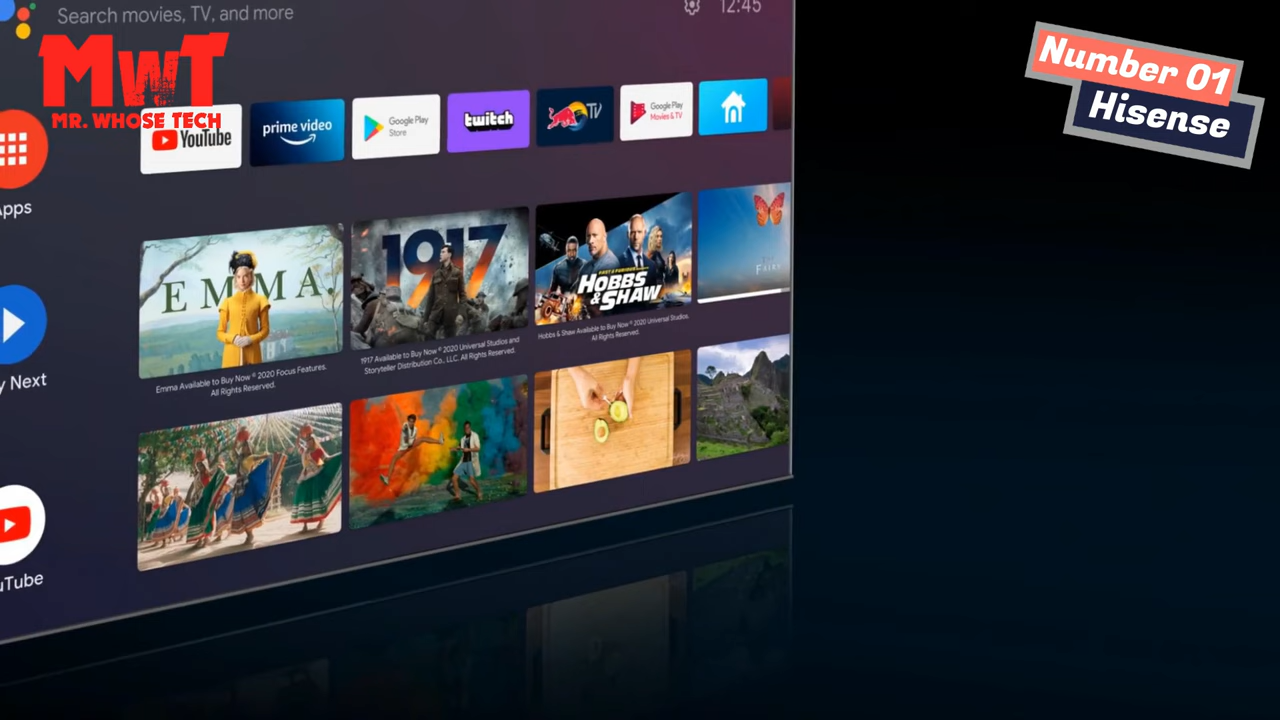 Search movies, TV, and more
12:45
MWT
MR. WHOSE TECH
Number 01
Hisense
YouTube
prime video
Google Play
Store
twitch
TV
Google Play
Movies & TV
Apps
EMMA.
1917
FAST & FURIOUS
HOBBS
& SHAW
Emma Available to Buy Now © 2020 Focus Features.
All Rights Reserved.
1917 Available to Buy Now © 2020 Universal Studios and
Storyteller Distribution Co., LLC. All Rights Reserved.
Hobbs & Shaw Available to Buy Now © 2020 Universal Studios.
All Rights Reserved.
y Next
uTube